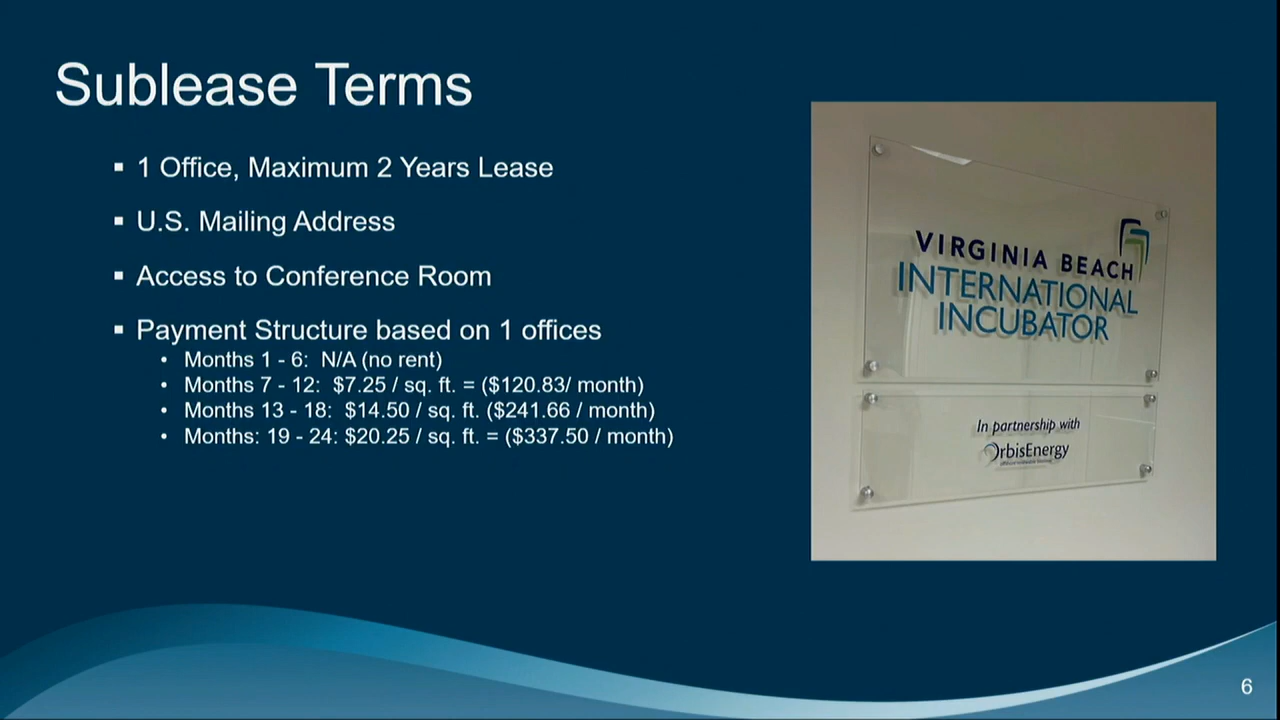 Sublease Terms
▪ 1 Office, Maximum 2 Years Lease
▪ U.S. Mailing Address
▪ Access to Conference Room
▪ Payment Structure based on 1 offices
• Months 1 - 6: N/A (no rent)
• Months 7 - 12: $7.25 / sq. ft. = ($120.83/ month)
• Months 13 - 18: $14.50 / sq. ft. ($241.66 / month)
• Months: 19 - 24: $20.25 / sq. ft. = ($337.50 / month)
VIRGINIA BEACH
INTERNATIONAL
INCUBATOR
In partnership with
OrbisEnergy
6